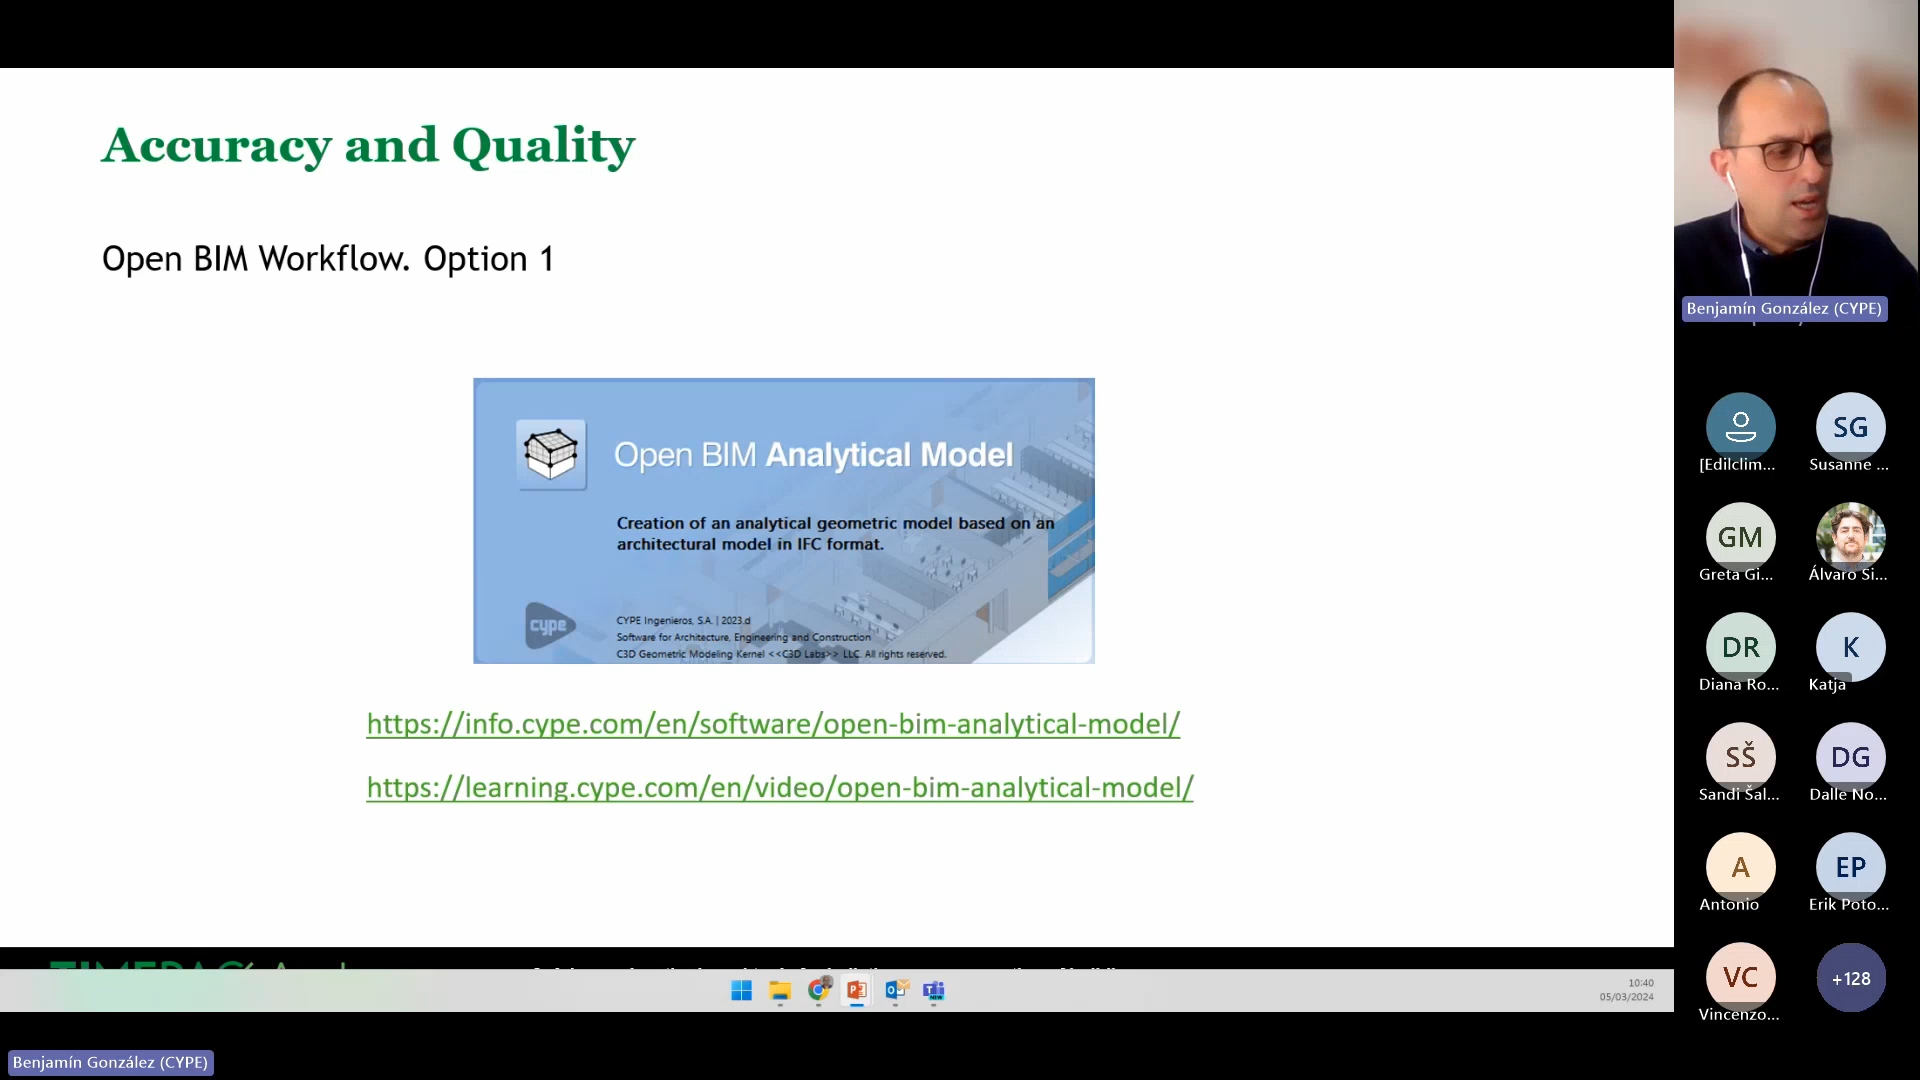 Accuracy and Quality
Open BIM Workflow. Option 1
Open BIM Analytical Model
Creation of an analytical geometric model based on an
architectural model in IFC format.
cype
CYPE Ingenieros, S.A. | 2023.d
Software for Architecture, Engineering and Construction
C3D Geometric Modeling Kernel <<C3D Labs>> LLC. All rights reserved.
https://info.cype.com/en/software/open-bim-analytical-model/
https://learning.cype.com/en/video/open-bim-analytical-model/
10:40
05/03/2024
Benjamín González (CYPE)
Benjamín González (CYPE)
[Edilclim...
SG
Susanne ...
GM
Greta Gi...
Álvaro Si...
DR
Diana Ro...
K
Katja
SŠ
Sandi Šal...
DG
Dalle No...
A
Antonio
EP
Erik Poto...
VC
Vincenzo...
+128